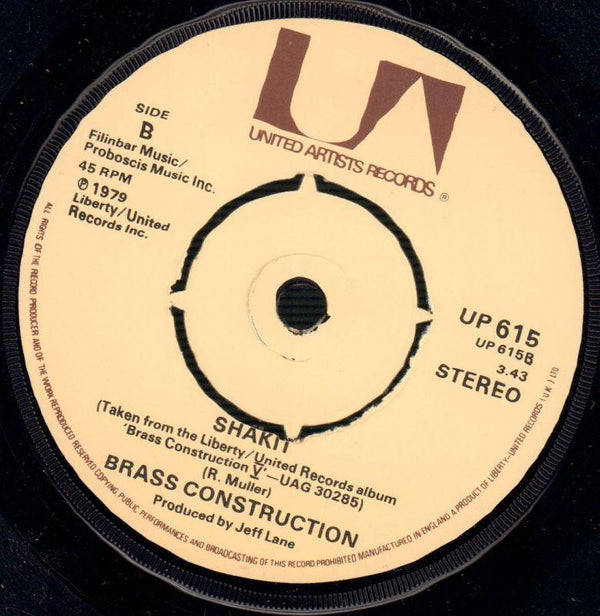 UA
UNITED ARTISTS RECORDS ®
SIDE
B
Filinbar Music/
Proboscis Music Inc.
45 RPM
℗ 1979
Liberty/United
Records Inc.
UP 615
UP 615B
3.43
STEREO
SHAKIT
(Taken from the Liberty/United Records album
'Brass Construction V'—UAG 30285)
(R. Muller)
BRASS CONSTRUCTION
Produced by Jeff Lane
ALL RIGHTS OF THE RECORD PRODUCER AND OF THE WORK REPRODUCED RESERVED COPYING, PUBLIC PERFORMANCES AND BROADCASTING OF THIS RECORD PROHIBITED MANUFACTURED IN ENGLAND A PRODUCT OF LIBERTY-UNITED RECORDS (UK) LTD